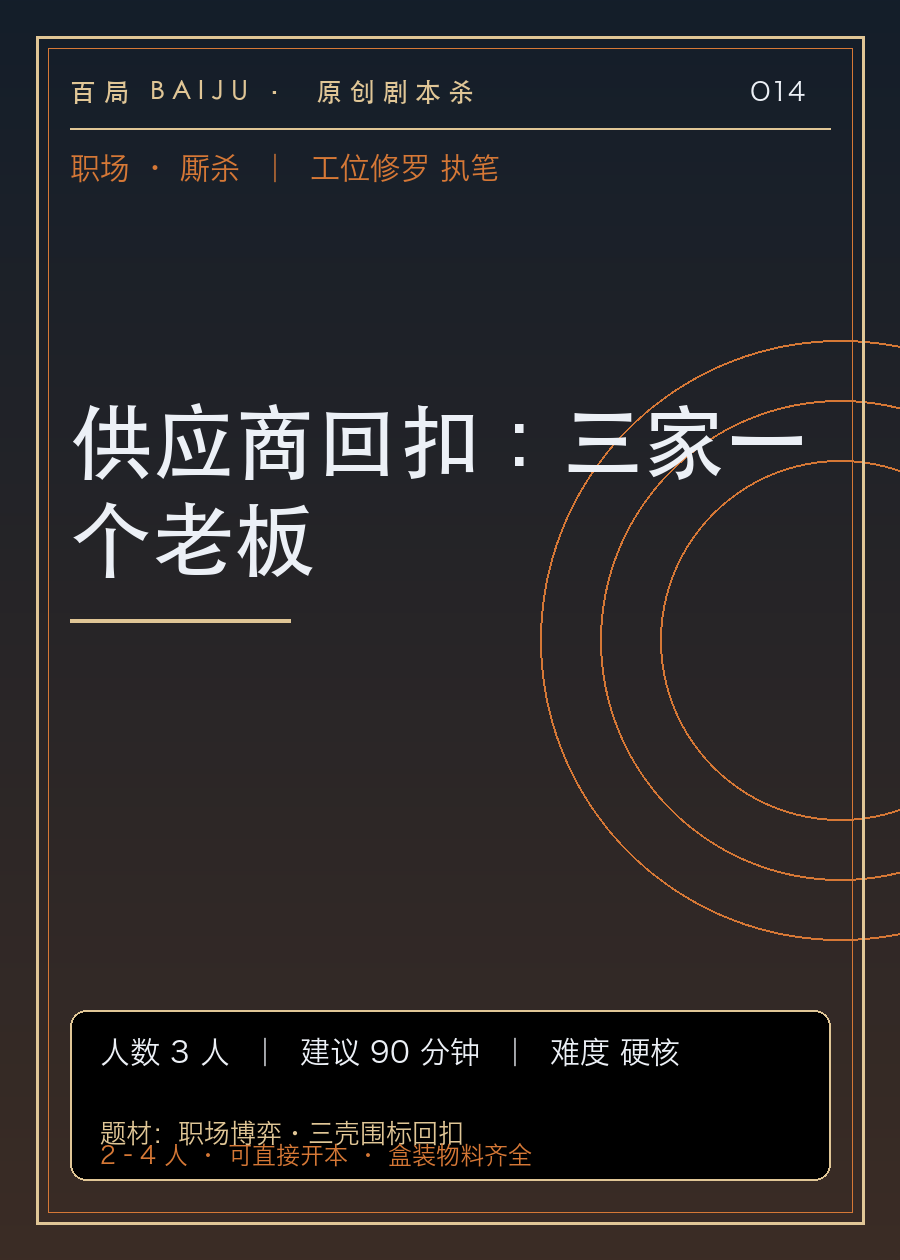 百局 BAIJU · 原创剧本杀 014
职场 · 厮杀 ｜ 工位修罗 执笔
供应商回扣：三家一
个老板
人数 3 人 ｜ 建议 90 分钟 ｜ 难度 硬核
题材: 职场博弈 · 三壳围标回扣
2-4 人 · 可直接开本 · 盒装物料齐全